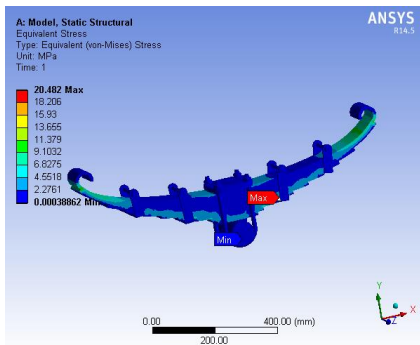 A: Model, Static Structural
Equivalent Stress
Type: Equivalent (von-Mises) Stress
Unit: MPa
Time: 1
ANSYS
R14.5
20.482 Max
18.206
15.93
13.655
11.379
9.1032
6.8275
4.5518
2.2761
0.00038862 Min
Max
Min
0.00
400.00 (mm)
200.00
Y
X
Z